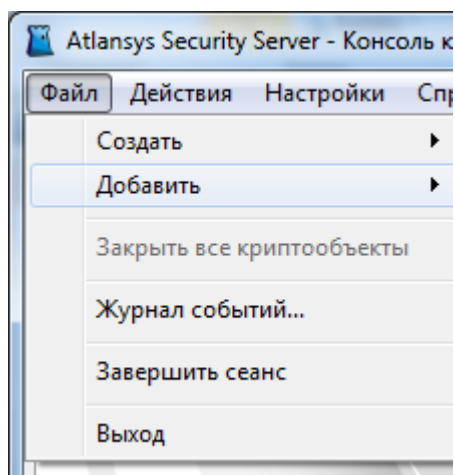 Atlansys Security Server - Консоль к
Файл Действия Настройки Спр
Создать
Добавить
Закрыть все криптообъекты
Журнал событий...
Завершить сеанс
Выход